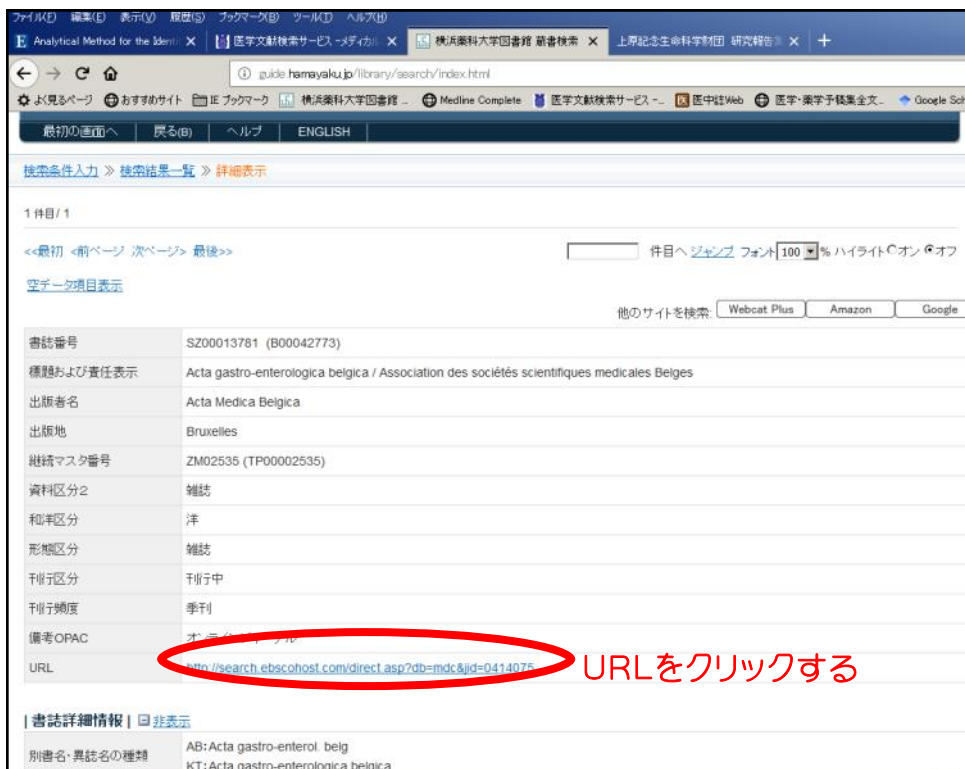 ファイル(F) 編集(E) 表示(V) 履歴(S) ブックマーク(B) ツール(T) ヘルプ(H)
Analytical Method for the Identi 医学文献検索サービス -メディカル 横浜薬科大学図書館 蔵書検索 上原記念生命科学財団 研究報告
guide.hamayaku.jp/library/search/index.html
よく見るページ おすすめサイト IE ブックマーク 横浜薬科大学図書館 .. Medline Complete 医学文献検索サービス -.. 医中誌Web 医学・薬学予稿集全文.. Google Sch
最初の画面へ 戻る(B) ヘルプ ENGLISH
検索条件入力 ≫ 検索結果一覧 ≫ 詳細表示
1 件目/ 1
<<最初 <前ページ 次ページ> 最後>> 件目へ ジャンプ フォント 100 % ハイライト オン オフ
空データ項目表示
他のサイトを検索: Webcat Plus Amazon Google
書誌番号 SZ00013781 (B00042773)
標題および責任表示 Acta gastro-enterologica belgica / Association des sociétés scientifiques medicales Belges
出版者名 Acta Medica Belgica
出版地 Bruxelles
継続マスタ番号 ZM02535 (TP00002535)
資料区分2 雑誌
和洋区分 洋
形態区分 雑誌
刊行区分 刊行中
刊行頻度 季刊
備考OPAC
URL http://search.ebscohost.com/direct.asp?db=mdc&jid=0414075 URLをクリックする
|書誌詳細情報| 非表示
別書名・異誌名の種類 AB:Acta gastro-enterol. belg
KT:Acta gastro-enterologica belgica